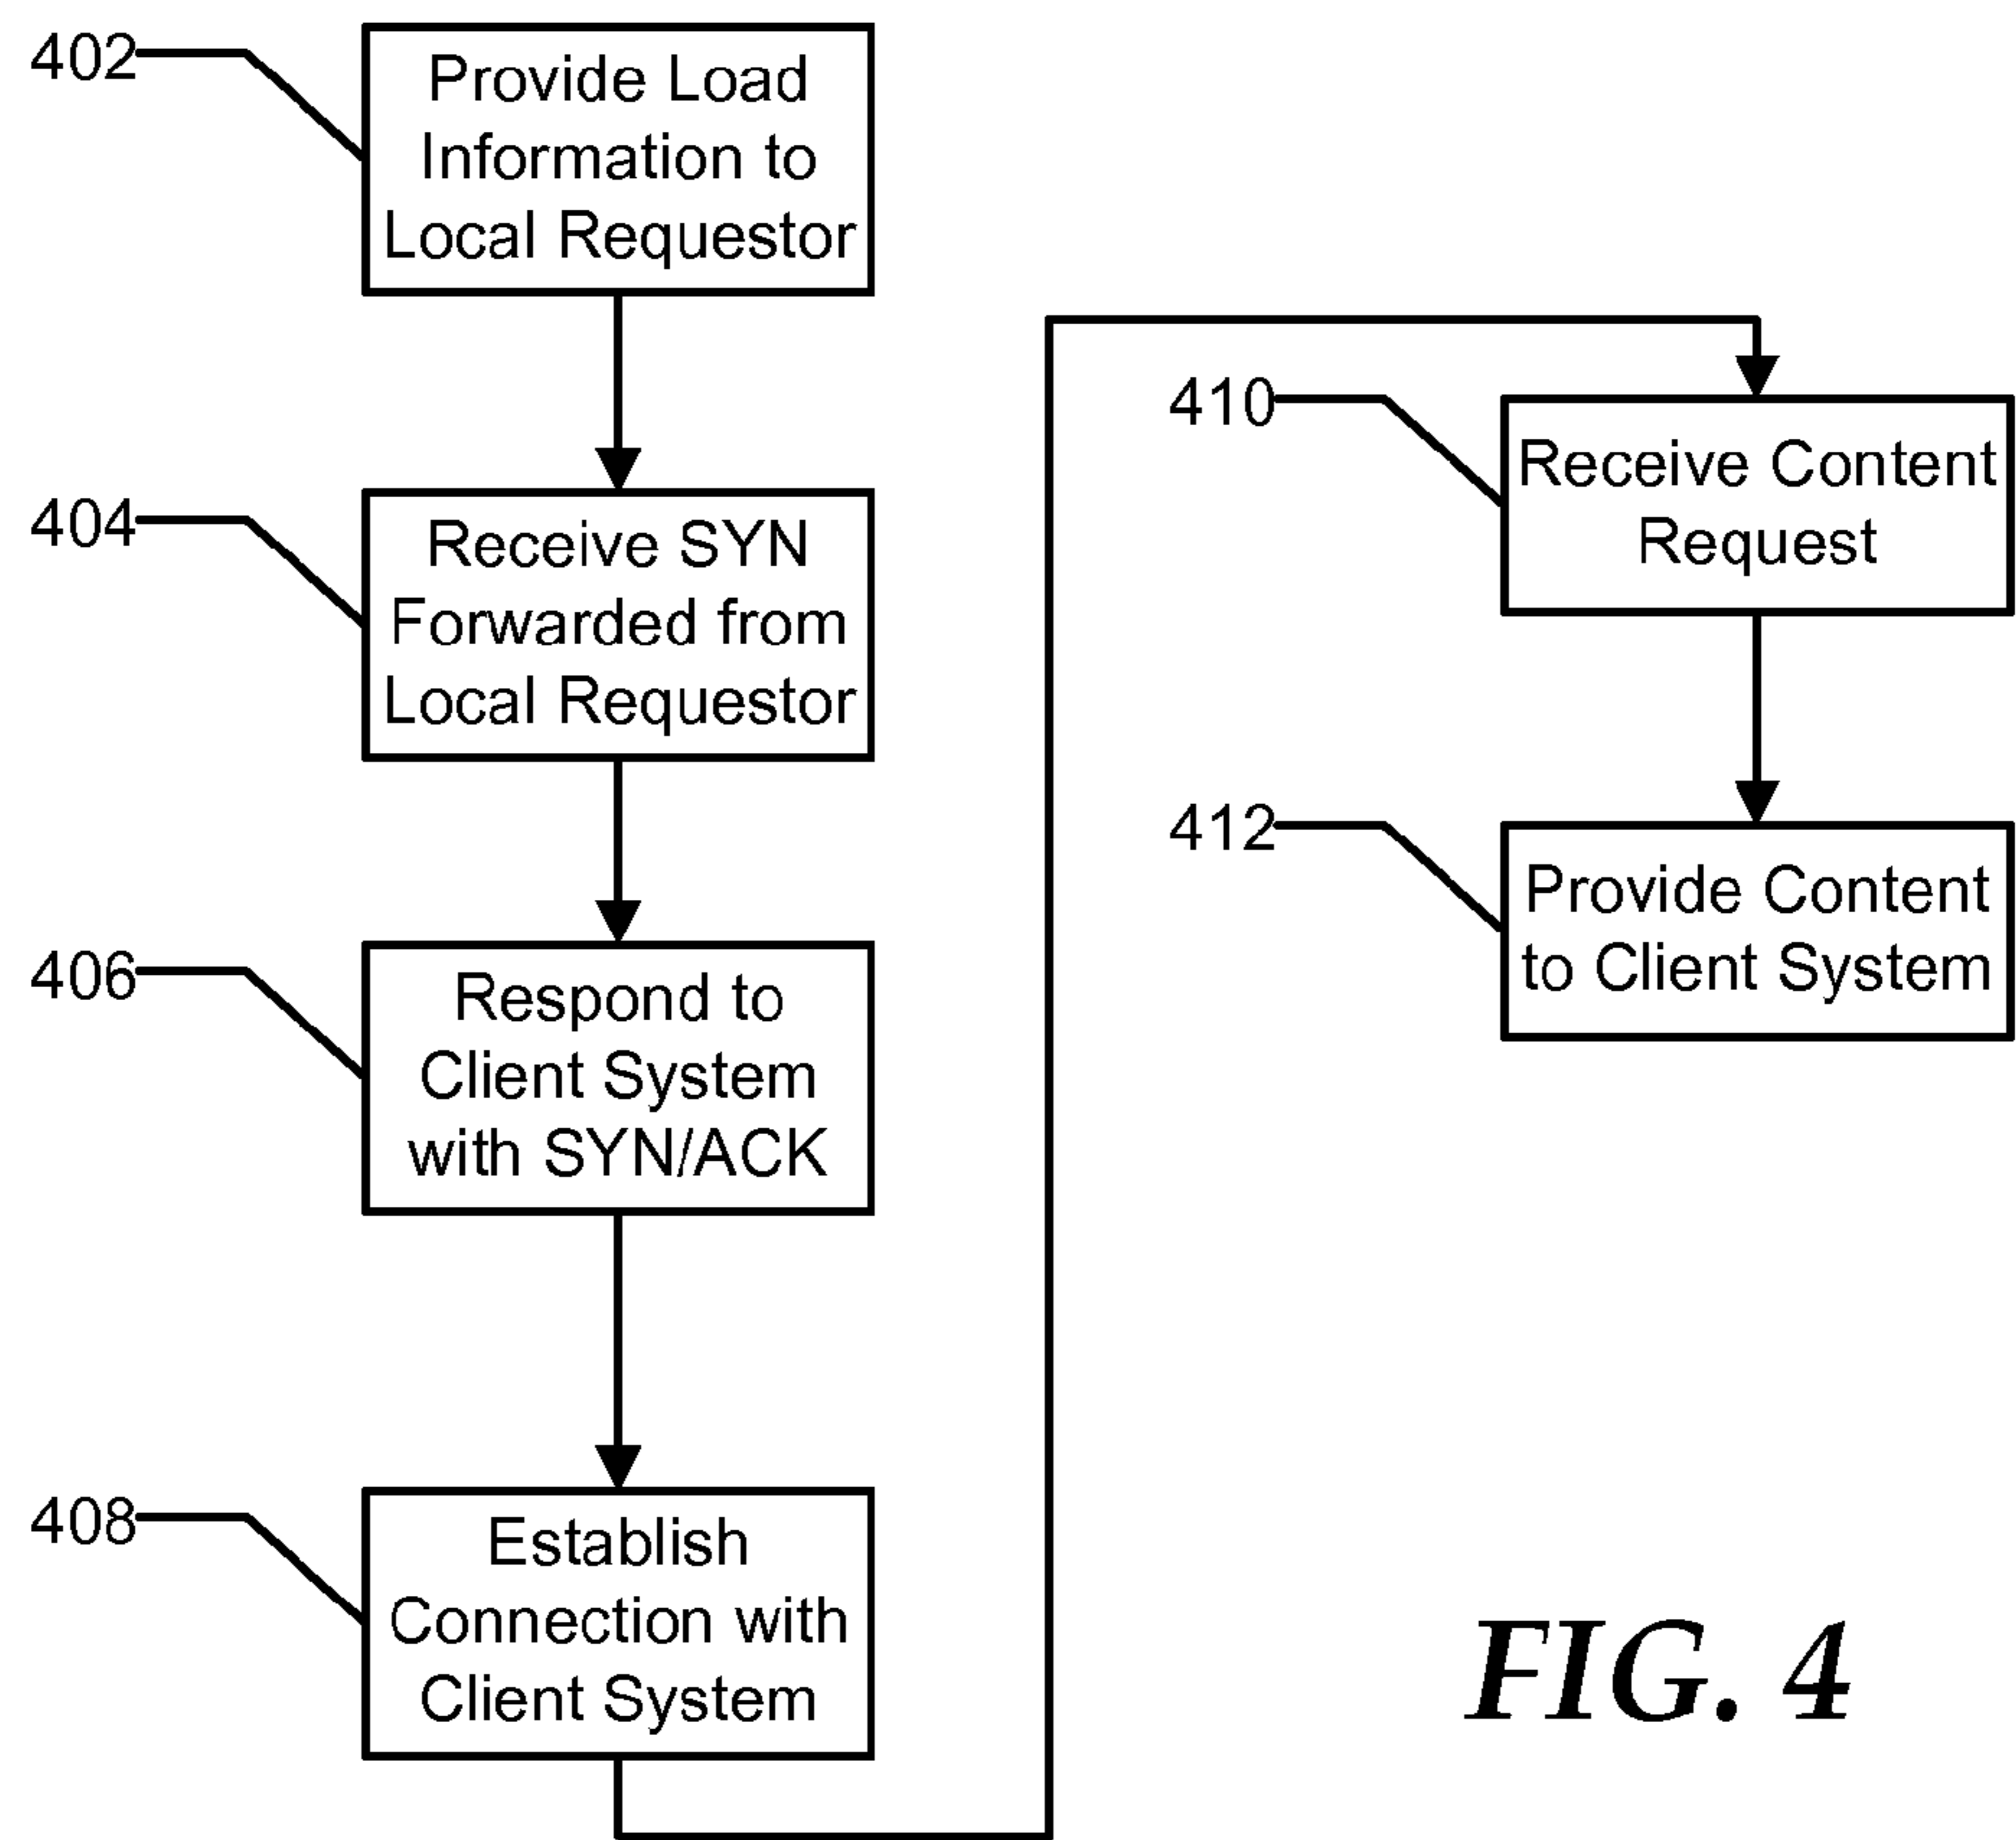 402
Provide Load
Information to
Local Requestor
404
Receive SYN
Forwarded from
Local Requestor
406
Respond to
Client System
with SYN/ACK
408
Establish
Connection with
Client System
410
Receive Content
Request
412
Provide Content
to Client System
FIG. 4